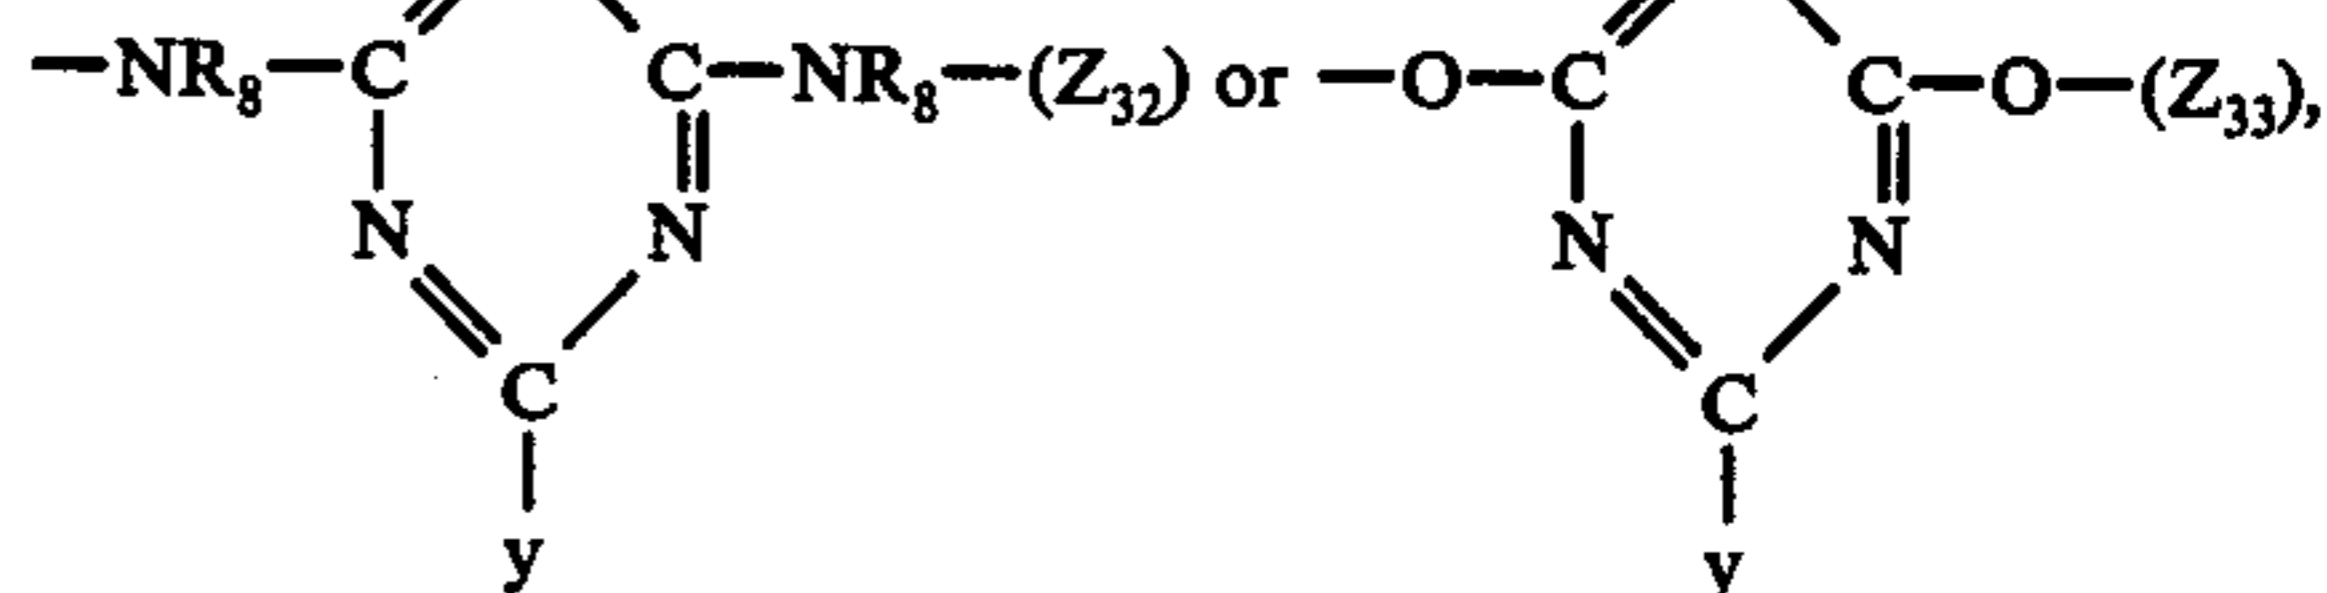 —NR₈—C C—NR₈—(Z₃₂) or —O—C C—O—(Z₃₃),
N N N N
C C
y y